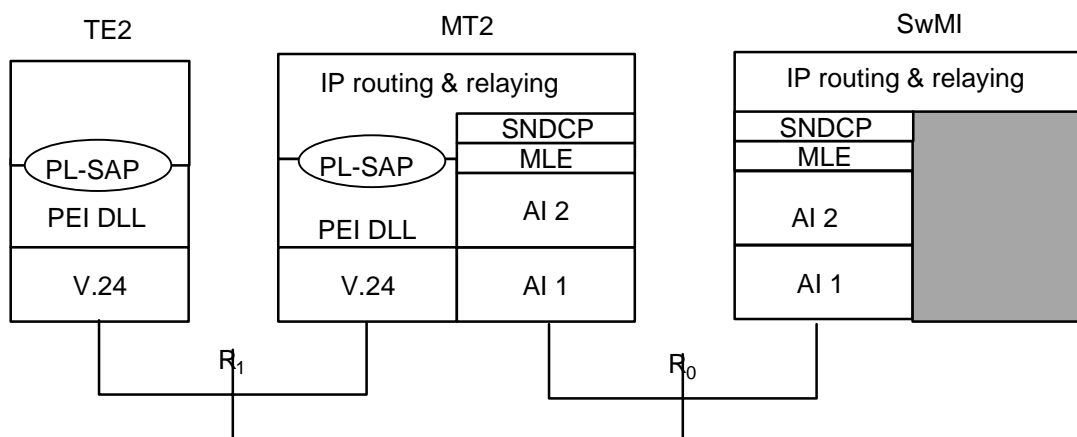 TE2
MT2
SwMI
PL-SAP
PEI DLL
V.24
IP routing & relaying
PL-SAP
PEI DLL
V.24
SNDCP
MLE
AI 2
AI 1
IP routing & relaying
SNDCP
MLE
AI 2
AI 1
R1
R0